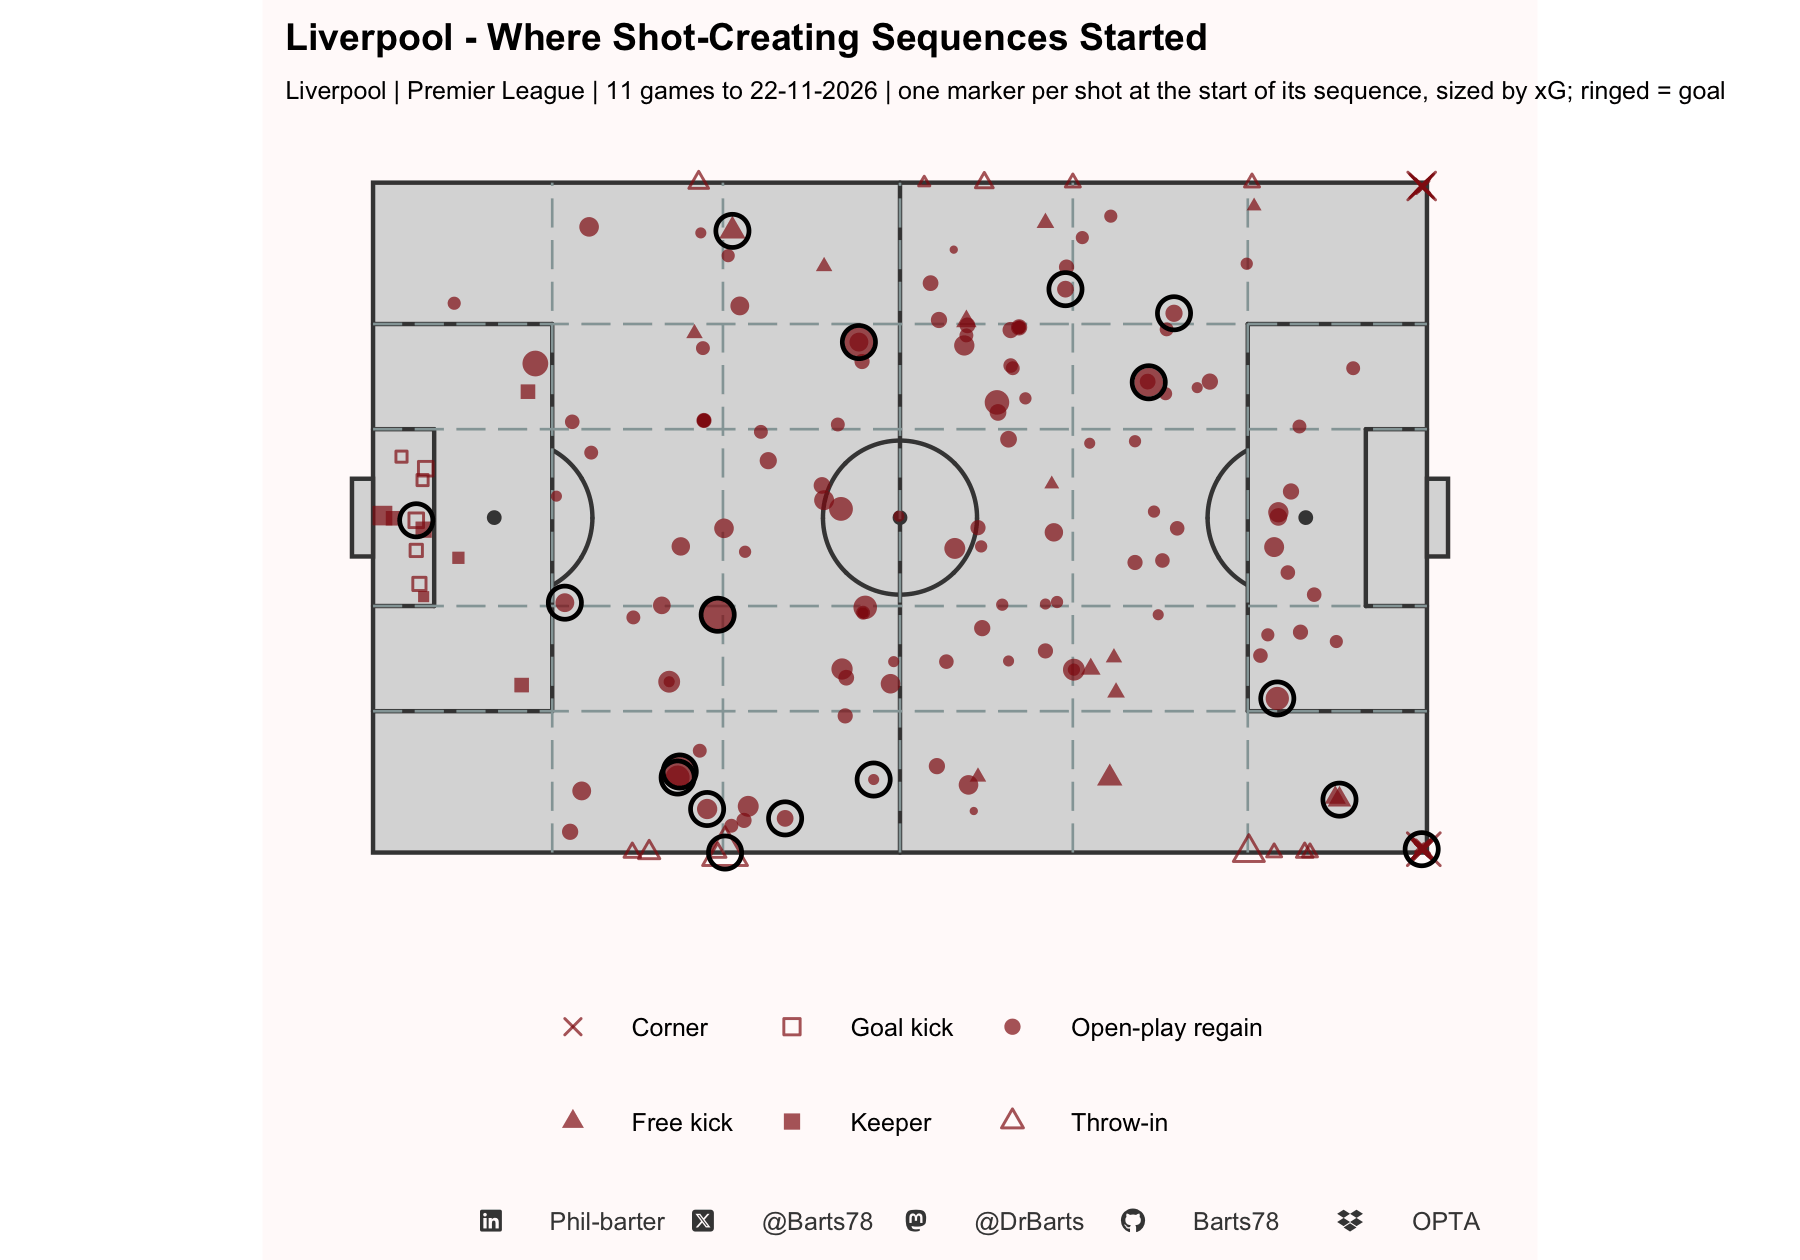 Liverpool - Where Shot-Creating Sequences Started
Liverpool | Premier League | 11 games to 22-11-2026 | one marker per shot at the start of its sequence, sized by xG; ringed = goal
Corner Goal kick Open-play regain
Free kick Keeper Throw-in
Phil-barter @Barts78 @DrBarts Barts78 OPTA